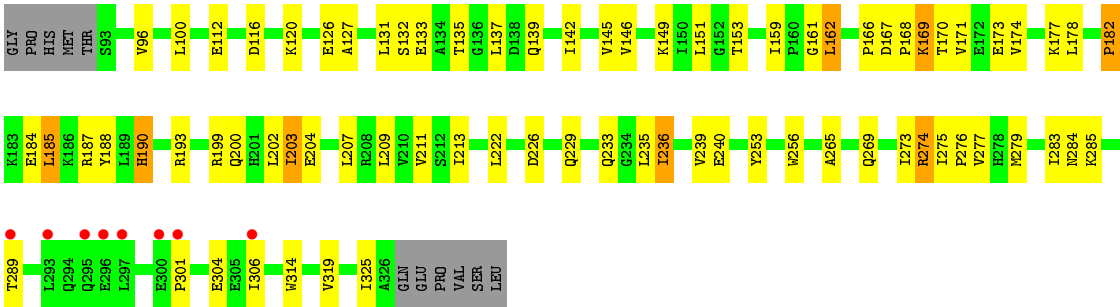 GLY PRO HIS MET THR S93 V96 L100 E112 D116 K120 E126 A127 L131 S132 E133 A134 T135 G136 L137 D138 Q139 I142 V145 V146 K149 I150 L151 G152 T153 I159 P160 G161 L162 P166 D167 P168 K169 T170 V171 E172 E173 V174 K177 L178 P182
K183 E184 L185 K186 R187 Y188 L189 H190 R193 R199 Q200 H201 L202 I203 E204 L207 R208 L209 V210 V211 S212 I213 L222 D226 Q229 Q233 G234 L235 I236 V239 E240 Y253 W256 A265 Q269 I273 R274 I275 P276 V277 H278 M279 I283 N284 K285
T289 L293 Q294 Q295 E296 L297 E300 P301 E304 E305 I306 W314 V319 I325 A326 GLN GLU PRO VAL SER LEU